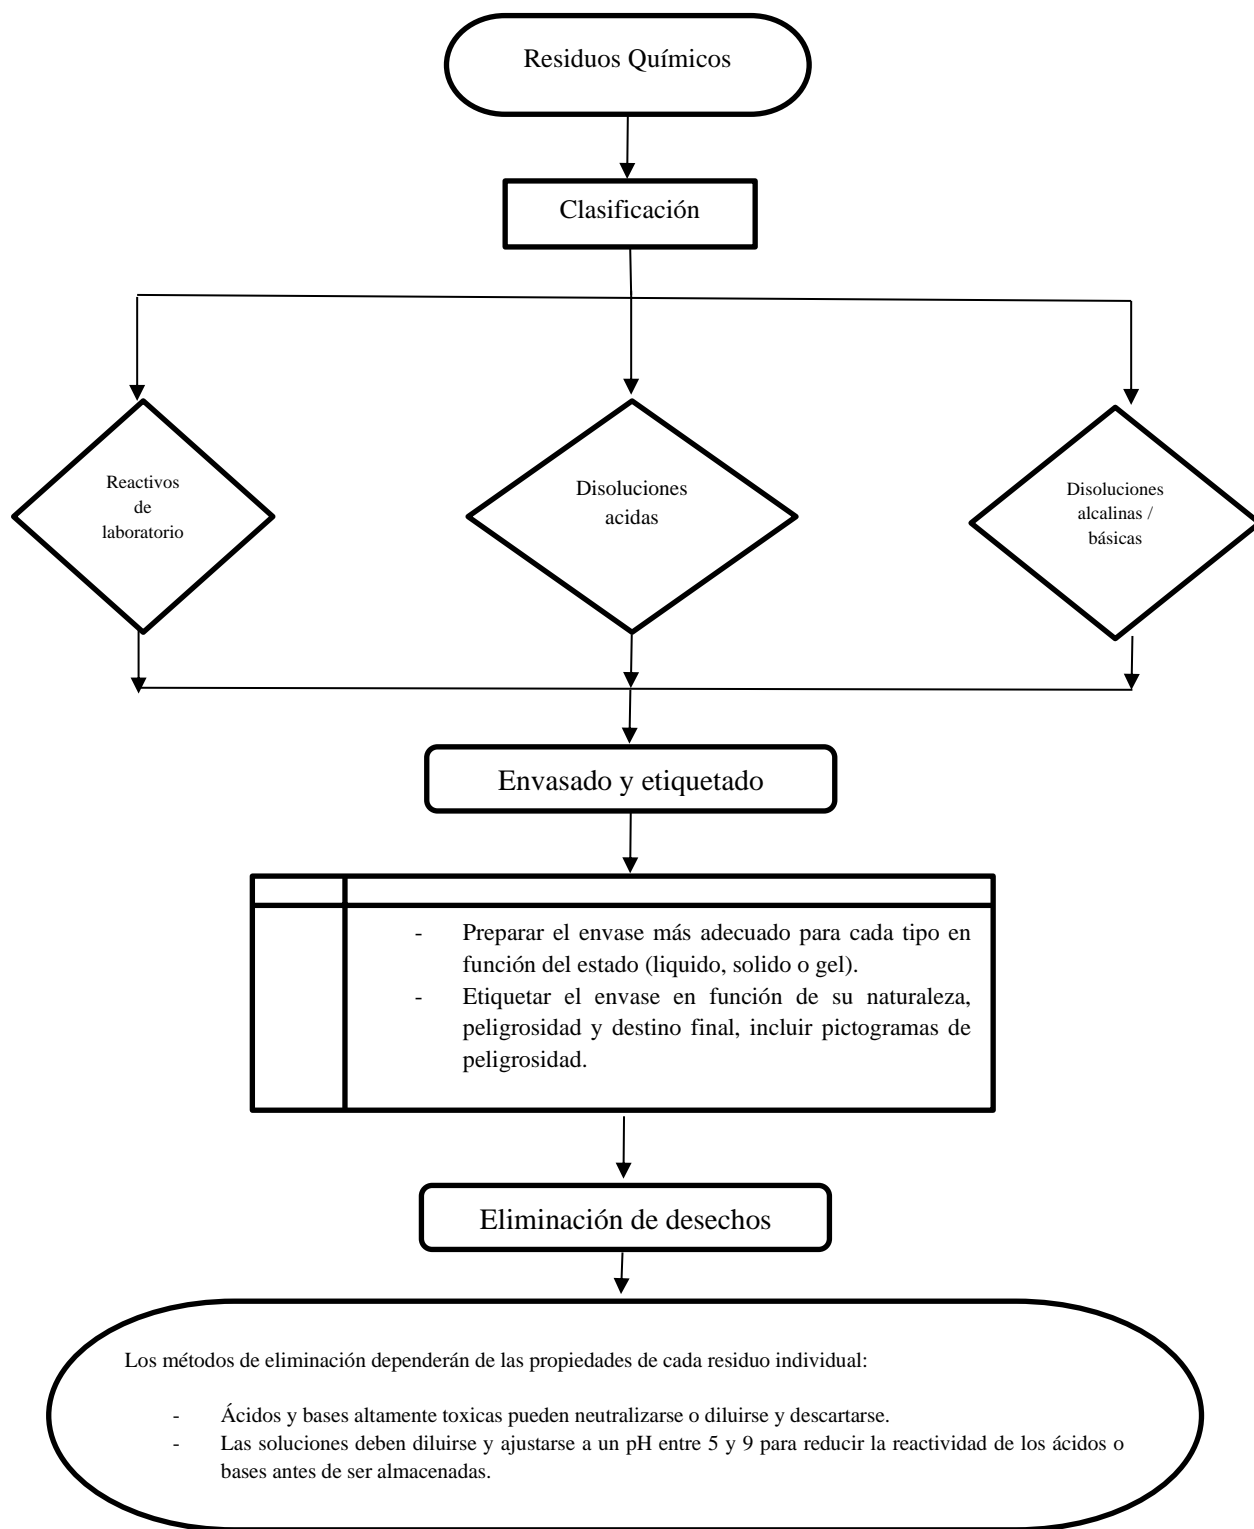 Residuos Químicos
Clasificación
Reactivos
de
laboratorio
Disoluciones
acidas
Disoluciones
alcalinas /
básicas
Envasado y etiquetado
- Preparar el envase más adecuado para cada tipo en
función del estado (liquido, solido o gel).
- Etiquetar el envase en función de su naturaleza,
peligrosidad y destino final, incluir pictogramas de
peligrosidad.
Eliminación de desechos
Los métodos de eliminación dependerán de las propiedades de cada residuo individual:
- Ácidos y bases altamente toxicas pueden neutralizarse o diluirse y descartarse.
- Las soluciones deben diluirse y ajustarse a un pH entre 5 y 9 para reducir la reactividad de los ácidos o
bases antes de ser almacenadas.